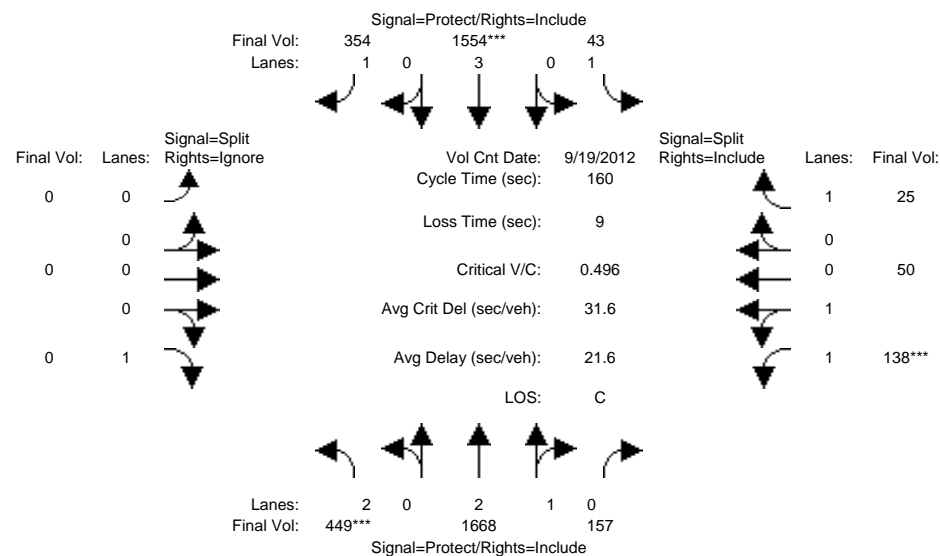 Signal=Protect/Rights=Include
Final Vol: 354 1554*** 43
Lanes: 1 0 3 0 1
Signal=Split Signal=Split
Final Vol: Lanes: Rights=Ignore Vol Cnt Date: 9/19/2012 Rights=Include Lanes: Final Vol:
Cycle Time (sec): 160
0 0 1 25
Loss Time (sec): 9
0 0
0 0 Critical V/C: 0.496 0 50
0 Avg Crit Del (sec/veh): 31.6 1
0 1 Avg Delay (sec/veh): 21.6 1 138***
LOS: C
Lanes: 2 0 2 1 0
Final Vol: 449*** 1668 157
Signal=Protect/Rights=Include